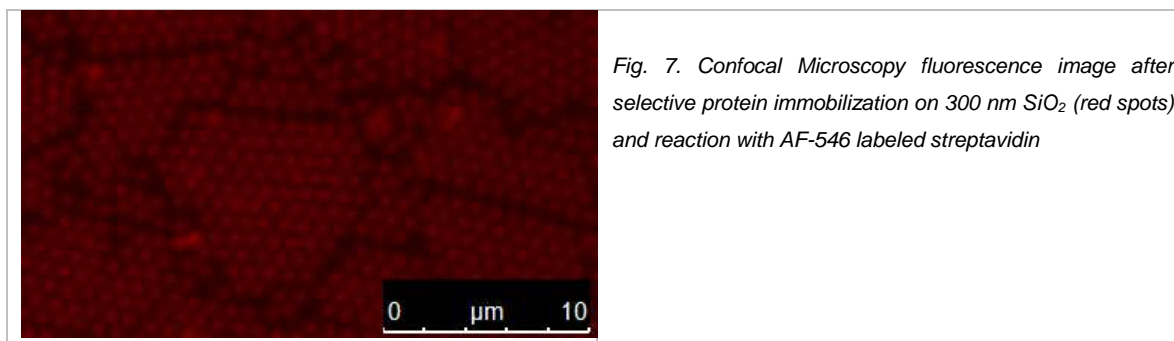 Fig. 7. Confocal Microscopy fluorescence image after
selective protein immobilization on 300 nm SiO₂ (red spots)
and reaction with AF-546 labeled streptavidin
0 µm 10